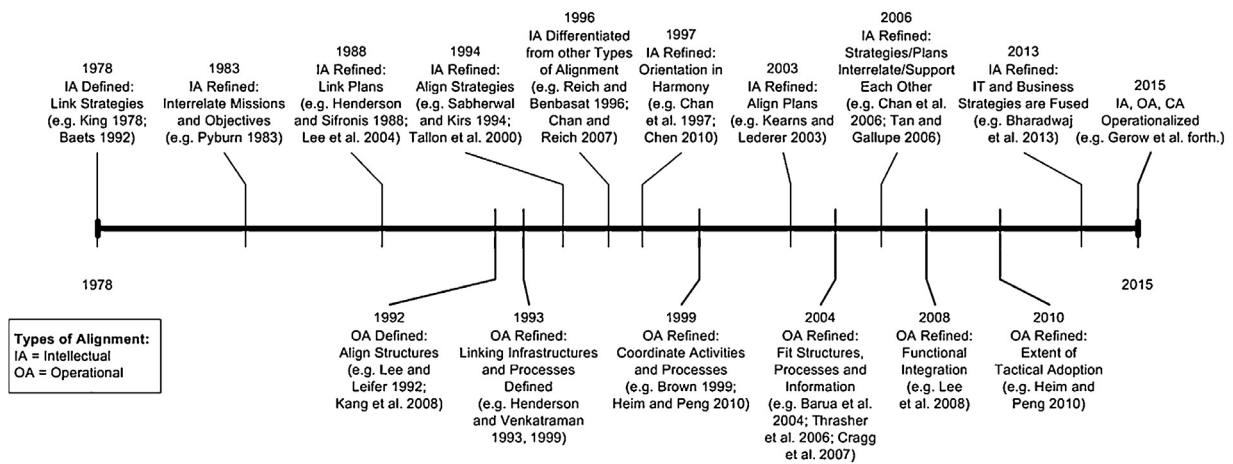 1978
IA Defined:
Link Strategies
(e.g. King 1978;
Baets 1992)
1983
IA Refined:
Interrelate Missions
and Objectives
(e.g. Pyburn 1983)
1988
IA Refined:
Link Plans
(e.g. Henderson
and Sifronis 1988;
Lee et al. 2004)
1994
IA Refined:
Align Strategies
(e.g. Sabherwal
and Kirs 1994;
Tallon et al. 2000)
1996
IA Differentiated
from other Types
of Alignment
(e.g. Reich and
Benbasat 1996;
Chan and
Reich 2007)
1997
IA Refined:
Orientation in
Harmony
(e.g. Chan
et al. 1997;
Chen 2010)
2003
IA Refined:
Align Plans
(e.g. Kearns and
Lederer 2003)
2006
IA Refined:
Strategies/Plans
Interrelate/Support
Each Other
(e.g. Chan et al.
2006; Tan and
Gallupe 2006)
2013
IA Refined:
IT and Business
Strategies are Fused
(e.g. Bharadwaj
et al. 2013)
2015
IA, OA, CA
Operationalized
(e.g. Gerow et al. forth.)
1978
2015
Types of Alignment:
IA = Intellectual
OA = Operational
1992
OA Defined:
Align Structures
(e.g. Lee and
Leifer 1992;
Kang et al. 2008)
1993
OA Refined:
Linking Infrastructures
and Processes
Defined
(e.g. Henderson
and Venkatraman
1993, 1999)
1999
OA Refined:
Coordinate Activities
and Processes
(e.g. Brown 1999;
Heim and Peng 2010)
2004
OA Refined:
Fit Structures,
Processes and
Information
(e.g. Barua et al.
2004; Thrasher
et al. 2006; Cragg
et al. 2007)
2008
OA Refined:
Functional
Integration
(e.g. Lee
et al. 2008)
2010
OA Refined:
Extent of
Tactical Adoption
(e.g. Heim and
Peng 2010)